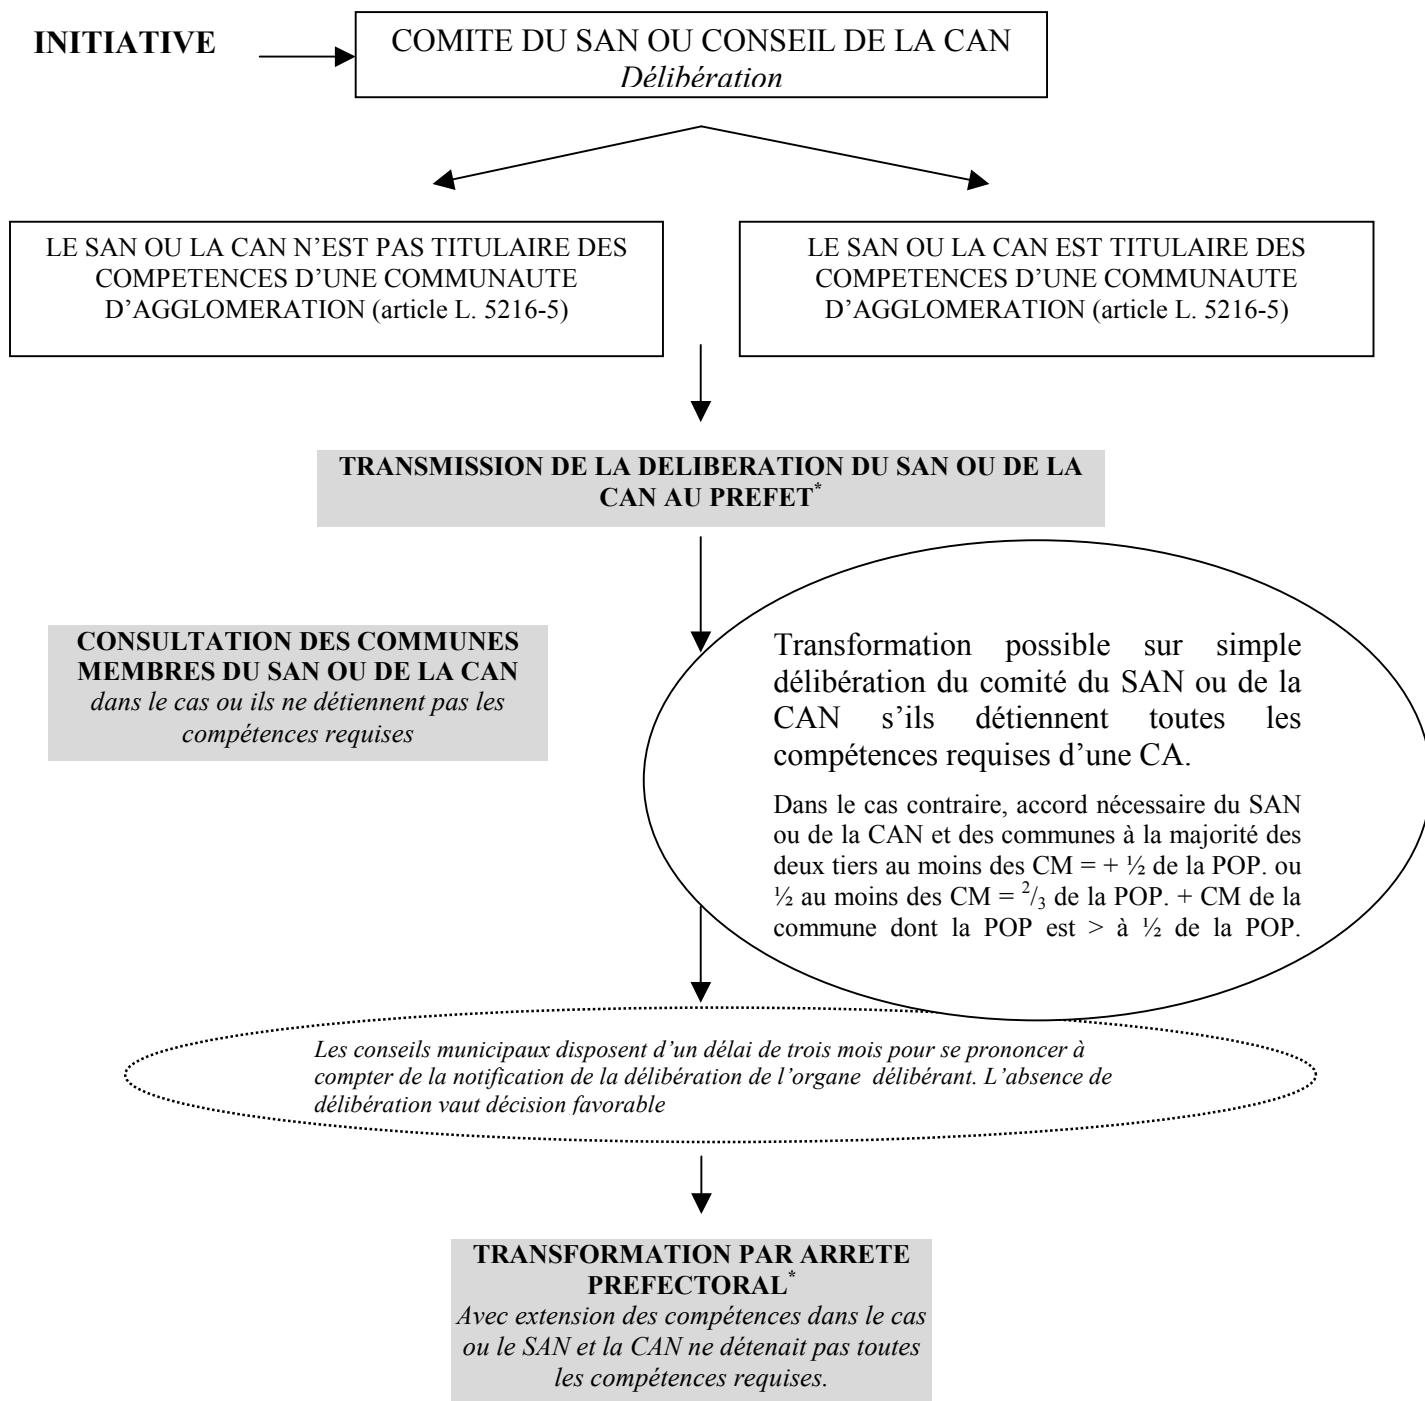 INITIATIVE
COMITE DU SAN OU CONSEIL DE LA CAN
Délibération
LE SAN OU LA CAN N’EST PAS TITULAIRE DES
COMPETENCES D’UNE COMMUNAUTE
D’AGGLOMERATION (article L. 5216-5)
LE SAN OU LA CAN EST TITULAIRE DES
COMPETENCES D’UNE COMMUNAUTE
D’AGGLOMERATION (article L. 5216-5)
TRANSMISSION DE LA DELIBERATION DU SAN OU DE LA
CAN AU PREFET*
CONSULTATION DES COMMUNES
MEMBRES DU SAN OU DE LA CAN
dans le cas ou ils ne détiennent pas les
compétences requises
Transformation possible sur simple
délibération du comité du SAN ou de la
CAN s’ils détiennent toutes les
compétences requises d’une CA.
Dans le cas contraire, accord nécessaire du SAN
ou de la CAN et des communes à la majorité des
deux tiers au moins des CM = + ½ de la POP. ou
½ au moins des CM = 2/3 de la POP. + CM de la
commune dont la POP est > à ½ de la POP.
Les conseils municipaux disposent d’un délai de trois mois pour se prononcer à
compter de la notification de la délibération de l’organe délibérant. L’absence de
délibération vaut décision favorable
TRANSFORMATION PAR ARRETE
PREFECTORAL*
Avec extension des compétences dans le cas
ou le SAN et la CAN ne détenait pas toutes
les compétences requises.